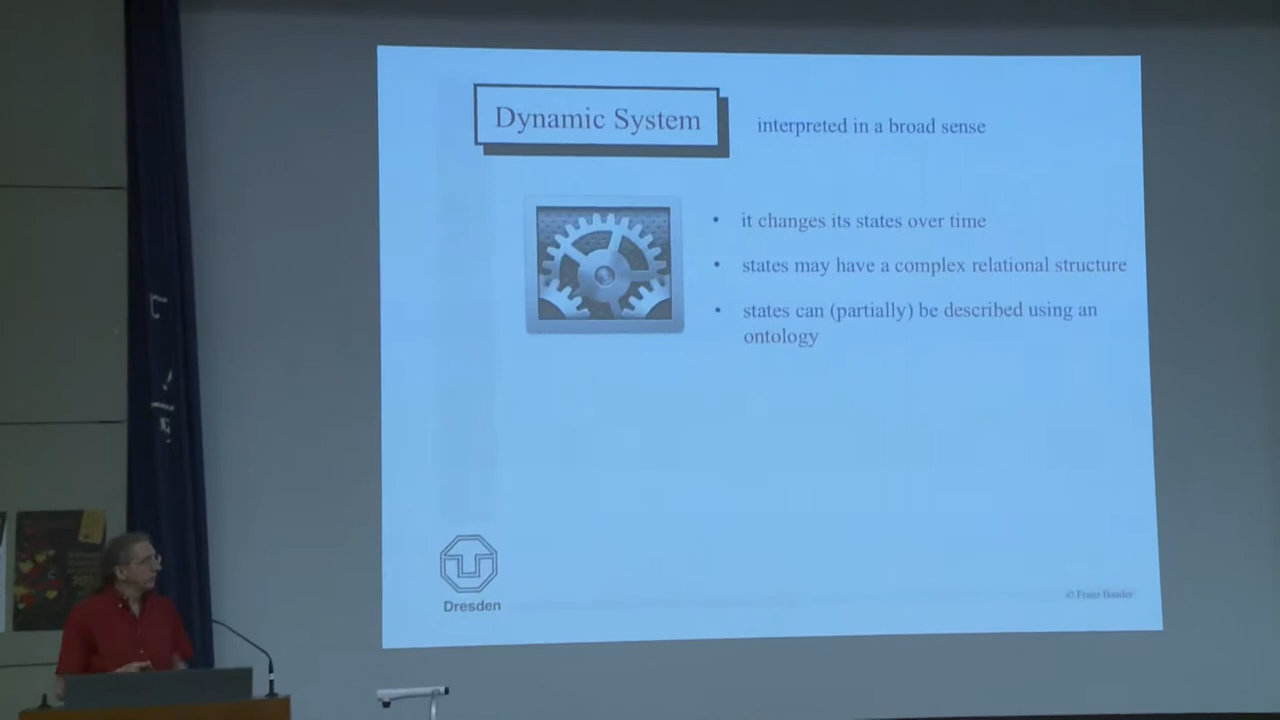 Dynamic System
interpreted in a broad sense
• it changes its states over time
• states may have a complex relational structure
• states can (partially) be described using an
ontology
Dresden
© Franz Baader